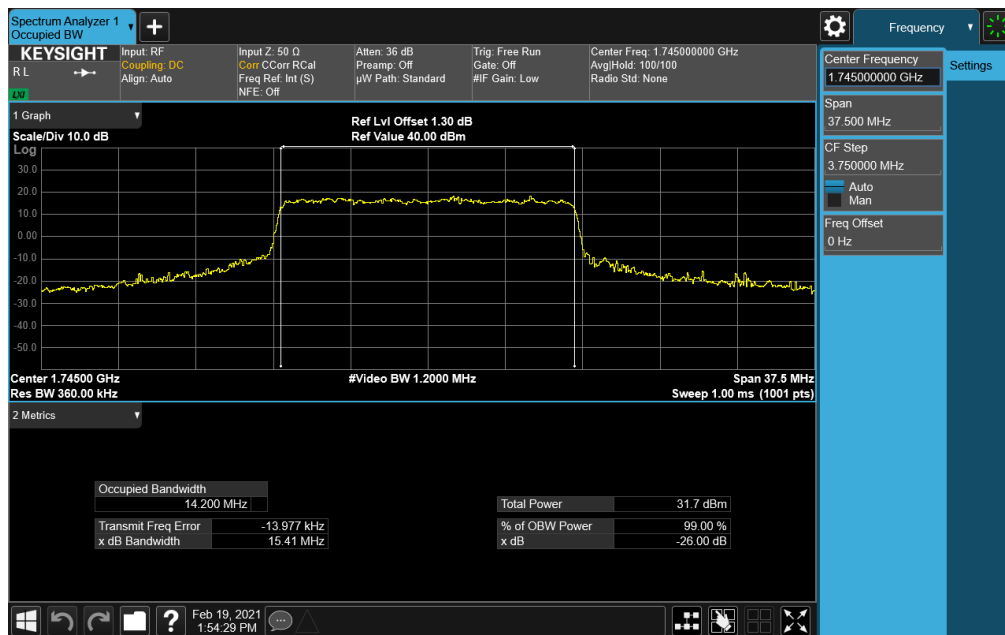 Spectrum Analyzer 1
Occupied BW
Frequency
KEYSIGHT
R L
LXI
Input: RF
Coupling: DC
Align: Auto
Input Z: 50 Ω
Corr CCorr RCal
Freq Ref: Int (S)
NFE: Off
Atten: 36 dB
Preamp: Off
µW Path: Standard
Trig: Free Run
Gate: Off
#IF Gain: Low
Center Freq: 1.745000000 GHz
Avg|Hold: 100/100
Radio Std: None
Center Frequency
1.745000000 GHz
Settings
Span
37.500 MHz
CF Step
3.750000 MHz
Auto
Man
Freq Offset
0 Hz
1 Graph
Scale/Div 10.0 dB
Ref Lvl Offset 1.30 dB
Ref Value 40.00 dBm
Log
30.0
20.0
10.0
0.00
-10.0
-20.0
-30.0
-40.0
-50.0
Center 1.74500 GHz
#Video BW 1.2000 MHz
Span 37.5 MHz
Res BW 360.00 kHz
Sweep 1.00 ms (1001 pts)
2 Metrics
Occupied Bandwidth
14.200 MHz
Total Power 31.7 dBm
Transmit Freq Error -13.977 kHz
% of OBW Power 99.00 %
x dB Bandwidth 15.41 MHz
x dB -26.00 dB
?
Feb 19, 2021
1:54:29 PM